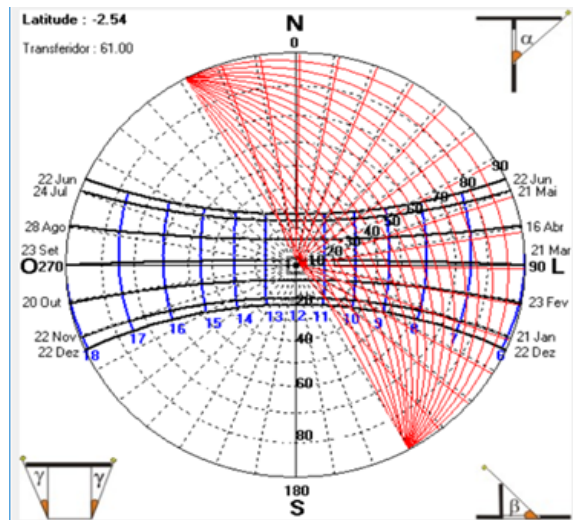 Latitude : -2.54
Transferidor : 61.00
N
0
α
90
80
70
60
50
40
30
20
10
22 Jun
24 Jul
28 Ago
23 Set
O 270
20 Out
22 Nov
22 Dez
22 Jun
21 Mai
16 Abr
21 Mar
90 L
23 Fev
21 Jan
22 Dez
18 17 16 15 14 13 12 11 10 9 8 7 6
20
40
60
80
180
S
γ γ
β